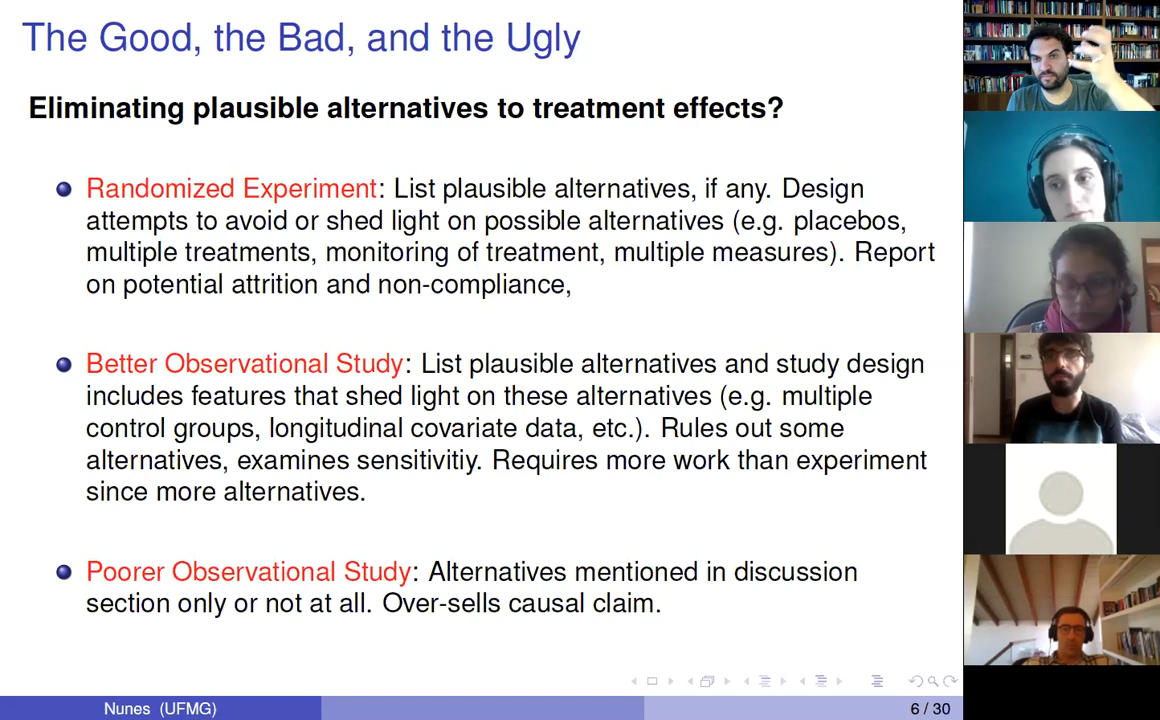 The Good, the Bad, and the Ugly
Eliminating plausible alternatives to treatment effects?
Randomized Experiment: List plausible alternatives, if any. Design
attempts to avoid or shed light on possible alternatives (e.g. placebos,
multiple treatments, monitoring of treatment, multiple measures). Report
on potential attrition and non-compliance,
Better Observational Study: List plausible alternatives and study design
includes features that shed light on these alternatives (e.g. multiple
control groups, longitudinal covariate data, etc.). Rules out some
alternatives, examines sensitivitiy. Requires more work than experiment
since more alternatives.
Poorer Observational Study: Alternatives mentioned in discussion
section only or not at all. Over-sells causal claim.
Nunes (UFMG)
6 / 30